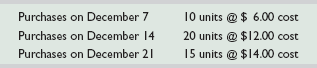 Purchases on December 7 10 units @ $ 6.00 cost
Purchases on December 14 20 units @ $12.00 cost
Purchases on December 21 15 units @ $14.00 cost